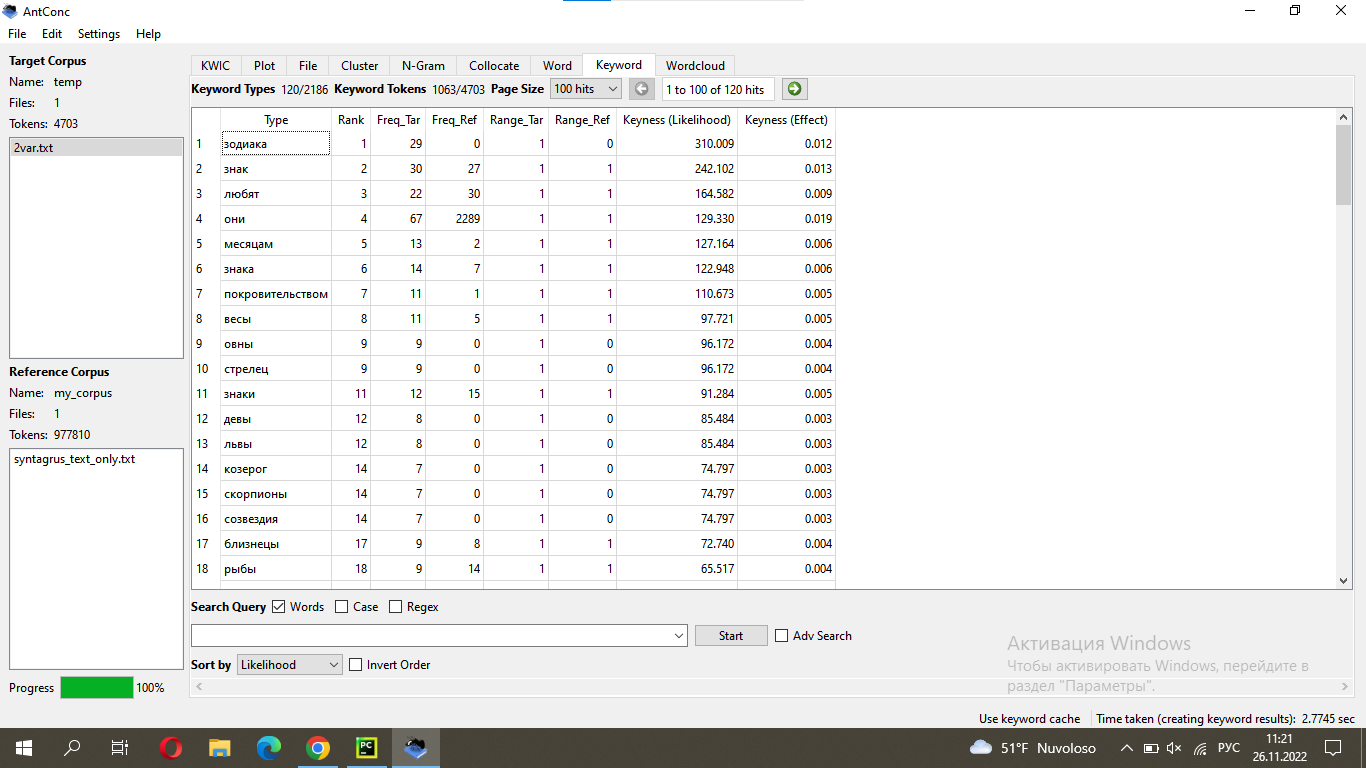 AntConc
File Edit Settings Help
Target Corpus
Name: temp
Files: 1
Tokens: 4703
2var.txt
Reference Corpus
Name: my_corpus
Files: 1
Tokens: 977810
syntagrus_text_only.txt
Progress 100%
KWIC Plot File Cluster N-Gram Collocate Word Keyword Wordcloud
Keyword Types 120/2186 Keyword Tokens 1063/4703 Page Size 100 hits 1 to 100 of 120 hits
Type Rank Freq_Tar Freq_Ref Range_Tar Range_Ref Keyness (Likelihood) Keyness (Effect)
1 зодиака 1 29 0 1 0 310.009 0.012
2 знак 2 30 27 1 1 242.102 0.013
3 любят 3 22 30 1 1 164.582 0.009
4 они 4 67 2289 1 1 129.330 0.019
5 месяцам 5 13 2 1 1 127.164 0.006
6 знака 6 14 7 1 1 122.948 0.006
7 покровительством 7 11 1 1 1 110.673 0.005
8 весы 8 11 5 1 1 97.721 0.005
9 овны 9 9 0 1 0 96.172 0.004
10 стрелец 9 9 0 1 0 96.172 0.004
11 знаки 11 12 15 1 1 91.284 0.005
12 девы 12 8 0 1 0 85.484 0.003
13 львы 12 8 0 1 0 85.484 0.003
14 козерог 14 7 0 1 0 74.797 0.003
15 скорпионы 14 7 0 1 0 74.797 0.003
16 созвездия 14 7 0 1 0 74.797 0.003
17 близнецы 17 9 8 1 1 72.740 0.004
18 рыбы 18 9 14 1 1 65.517 0.004
Search Query Words Case Regex
Start Adv Search
Sort by Likelihood Invert Order
Активация Windows
Чтобы активировать Windows, перейдите в
раздел "Параметры".
Use keyword cache Time taken (creating keyword results): 2.7745 sec
51°F Nuvoloso РУС 11:21
26.11.2022